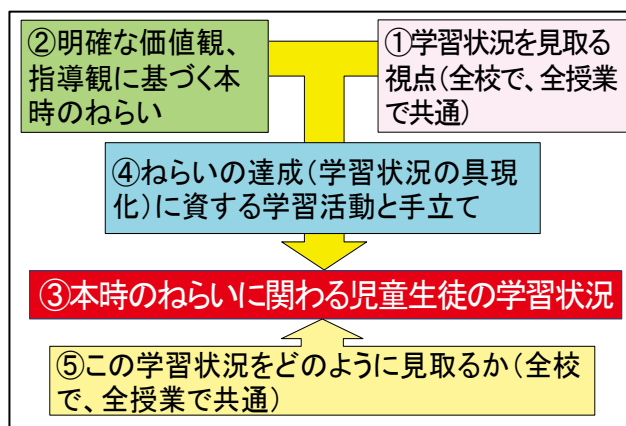 ②明確な価値観、
指導観に基づく本
時のねらい
①学習状況を見取る
視点(全校で、全授業
で共通)
④ねらいの達成(学習状況の具現
化)に資する学習活動と手立て
③本時のねらいに関わる児童生徒の学習状況
⑤この学習状況をどのように見取るか(全校
で、全授業で共通)